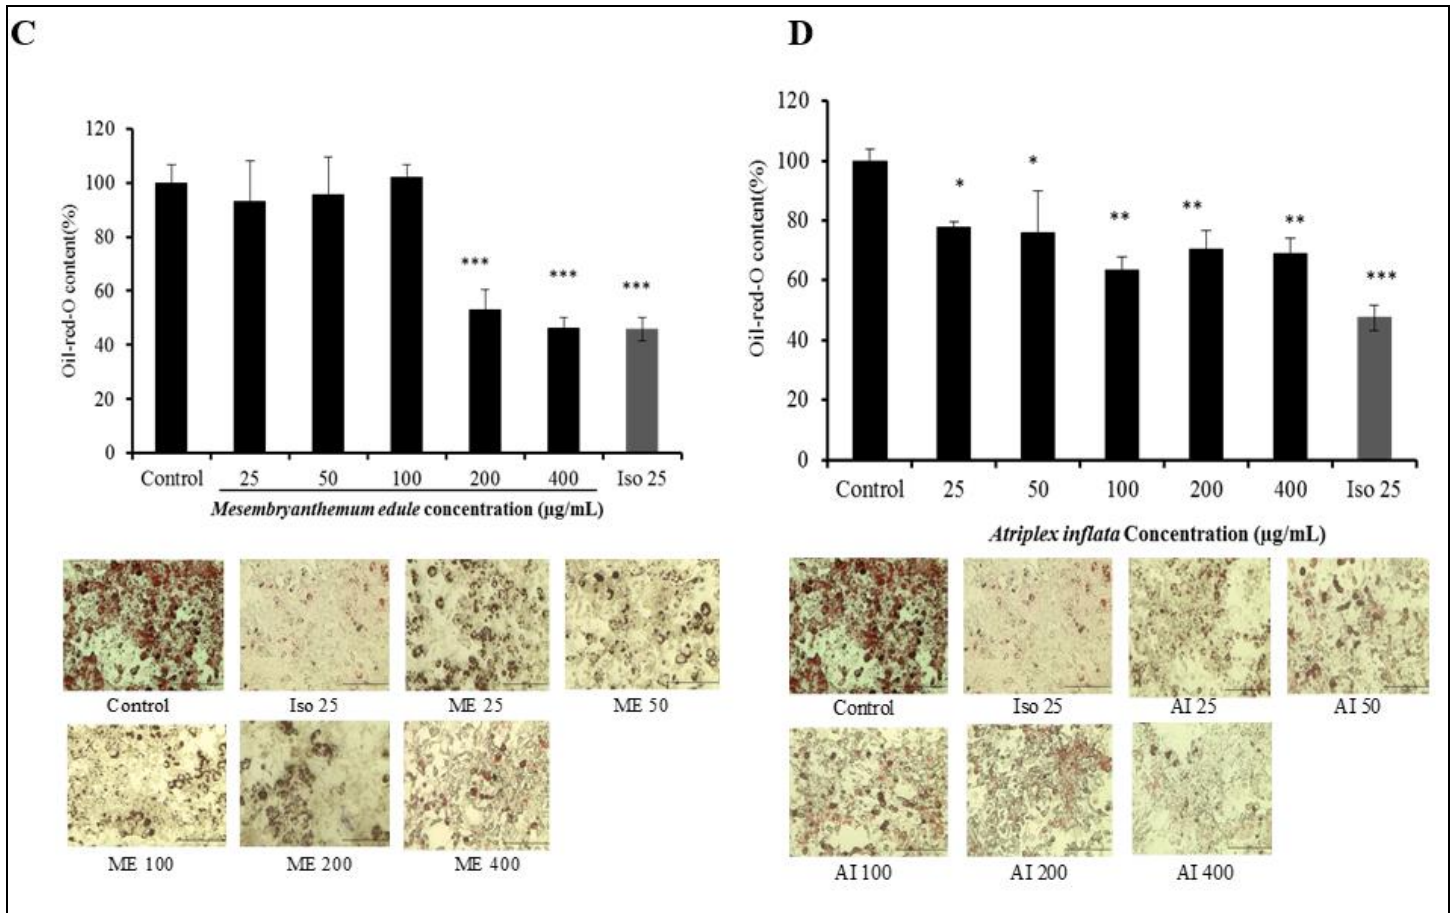 C
120
100
80
60
40
20
0
Oil-red-O content(%)
***
***
***
Control 25 50 100 200 400 Iso 25
Mesembryanthemum edule concentration (µg/mL)
Control Iso 25 ME 25 ME 50
ME 100 ME 200 ME 400
D
120
100
80
60
40
20
0
Oil-red-O content(%)
*
*
**
**
**
***
Control 25 50 100 200 400 Iso 25
Atriplex inflata Concentration (µg/mL)
Control Iso 25 AI 25 AI 50
AI 100 AI 200 AI 400